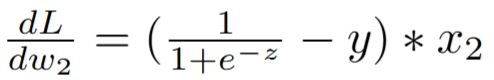 dL/dw₂ = (1/(1+e⁻ᶻ) − y) * x₂